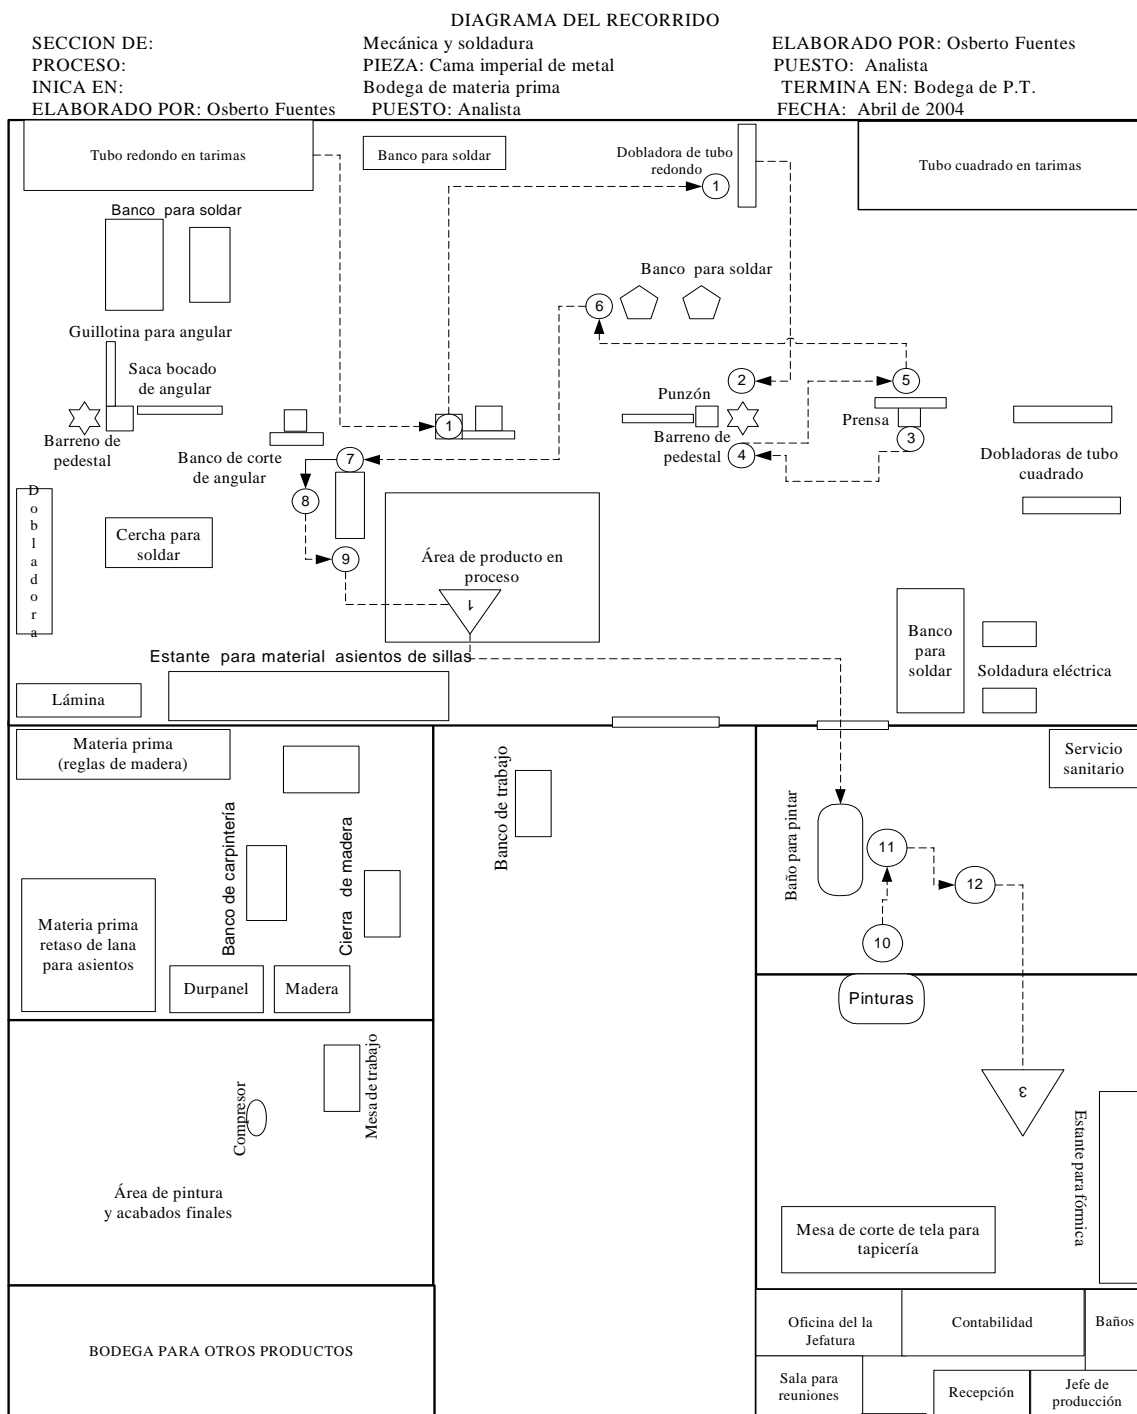 DIAGRAMA DEL RECORRIDO
SECCION DE:
Mecánica y soldadura
ELABORADO POR: Osberto Fuentes
PROCESO:
PIEZA: Cama imperial de metal
PUESTO: Analista
INICA EN:
Bodega de materia prima
TERMINA EN: Bodega de P.T.
ELABORADO POR: Osberto Fuentes
PUESTO: Analista
FECHA: Abril de 2004
Tubo redondo en tarimas
Banco para soldar
Dobladora de tubo
redondo
1
Tubo cuadrado en tarimas
Banco para soldar
Banco para soldar
6
Guillotina para angular
Saca bocado
de angular
2
5
Punzón
Prensa
1
3
Barreno de
pedestal
Barreno de
pedestal
4
Banco de corte
de angular
7
Dobladoras de tubo
cuadrado
8
Dobladora
Cercha para
soldar
9
Área de producto en
proceso
1
Banco
para
soldar
Soldadura eléctrica
Estante para material asientos de sillas
Lámina
Materia prima
(reglas de madera)
Banco de trabajo
Servicio
sanitario
Baño para pintar
11
12
10
Banco de carpintería
Cierra de madera
Materia prima
retaso de lana
para asientos
Durpanel
Madera
Pinturas
Mesa de trabajo
Compresor
3
Estante para fórmica
Área de pintura
y acabados finales
Mesa de corte de tela para
tapicería
Oficina del la
Jefatura
Contabilidad
Baños
BODEGA PARA OTROS PRODUCTOS
Sala para
reuniones
Recepción
Jefe de
producción